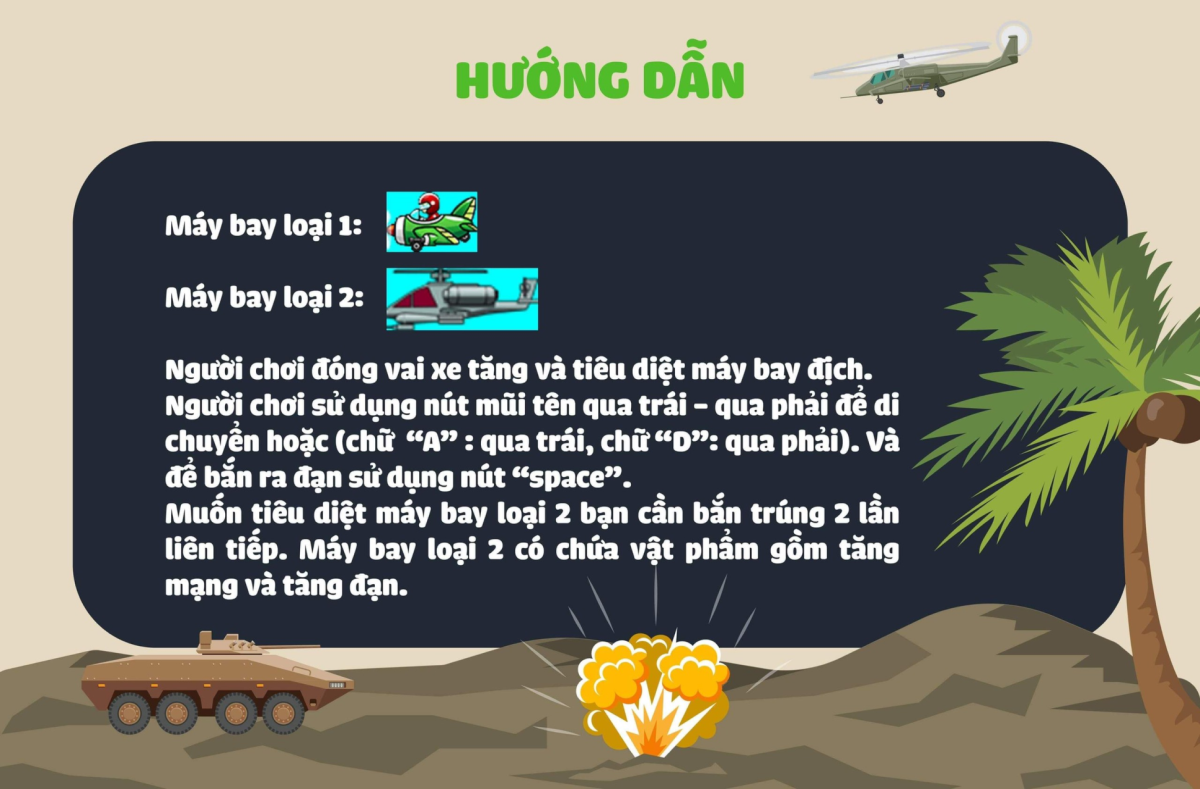 HƯỚNG DẪN
Máy bay loại 1:
Máy bay loại 2:
Người chơi đóng vai xe tăng và tiêu diệt máy bay địch.
Người chơi sử dụng nút mũi tên qua trái – qua phải để di
chuyển hoặc (chữ “A” : qua trái, chữ “D”: qua phải). Và
để bắn ra đạn sử dụng nút “space”.
Muốn tiêu diệt máy bay loại 2 bạn cần bắn trúng 2 lần
liên tiếp. Máy bay loại 2 có chứa vật phẩm gồm tăng
mạng và tăng đạn.